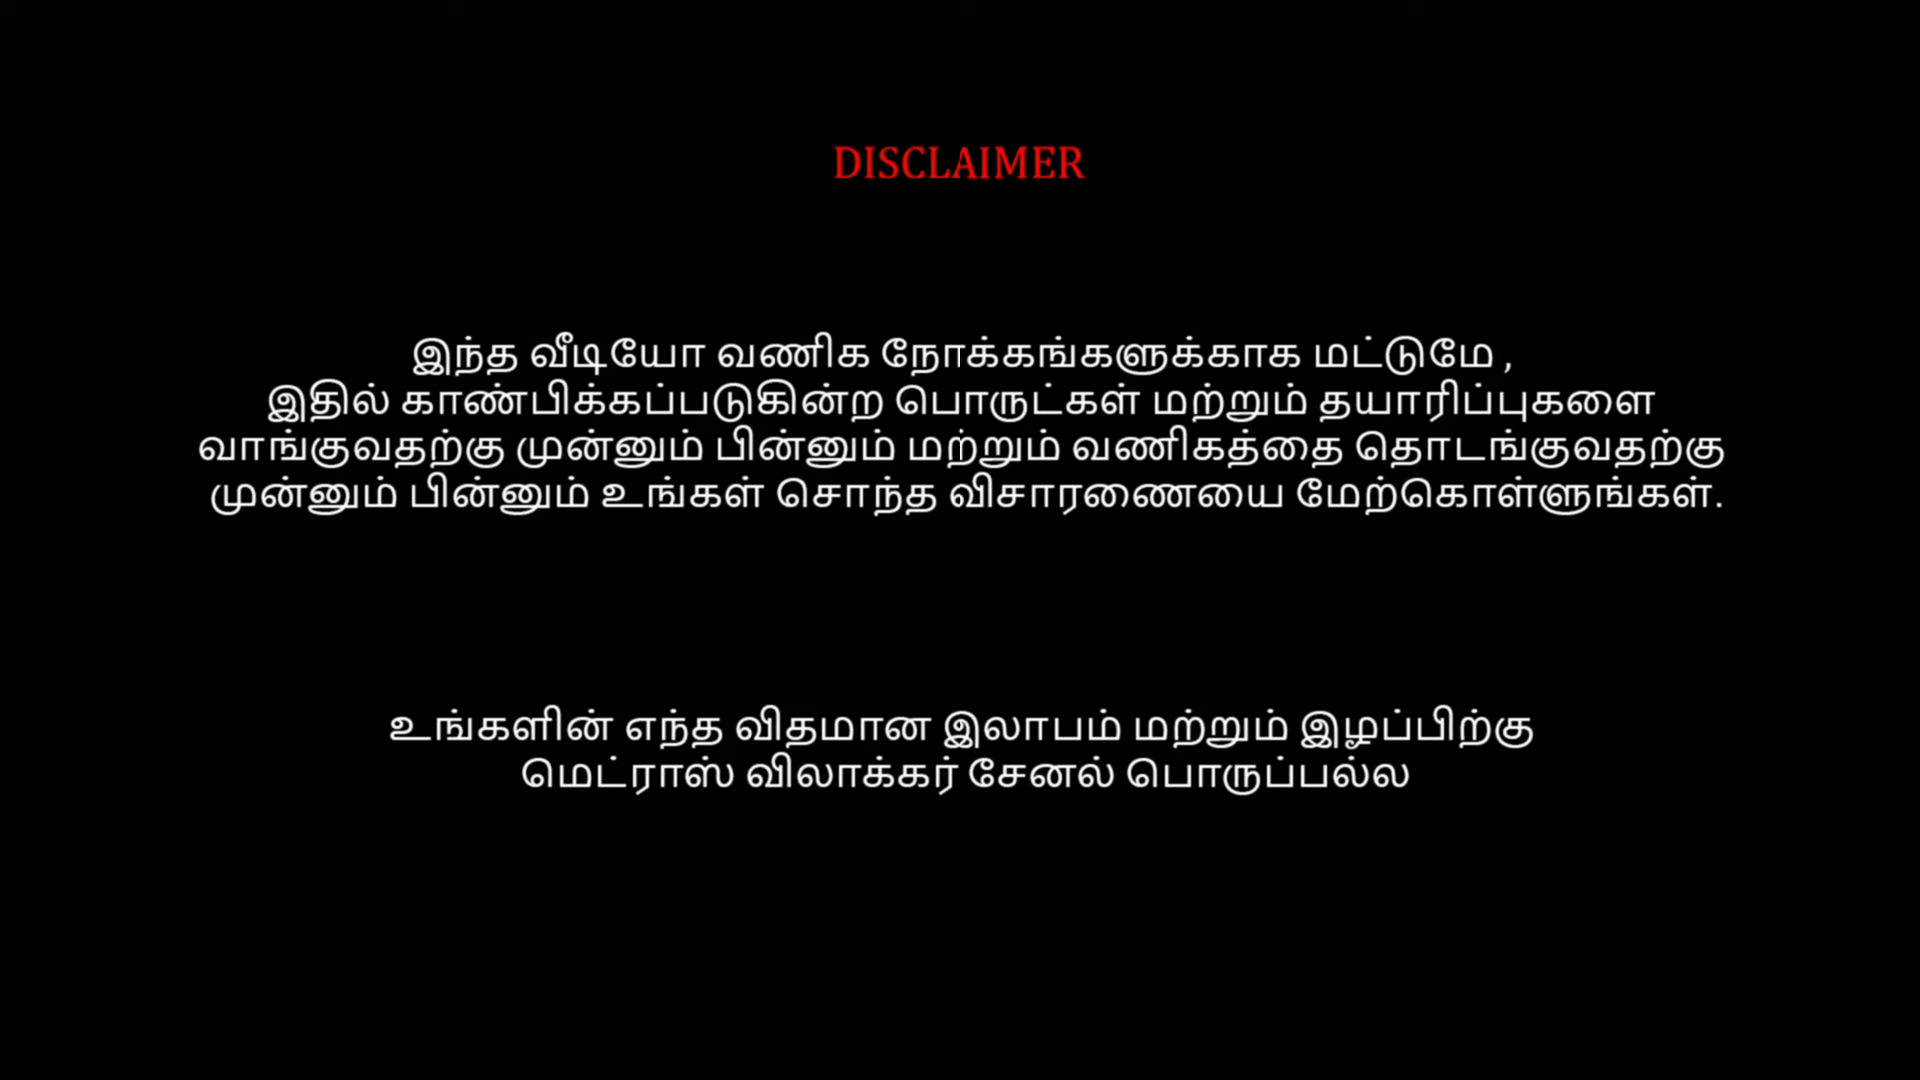 DISCLAIMER
இந்த வீடியோ வணிக நோக்கங்களுக்காக மட்டுமே ,
இதில் காண்பிக்கப்படுகின்ற பொருட்கள் மற்றும் தயாரிப்புகளை
வாங்குவதற்கு முன்னும் பின்னும் மற்றும் வணிகத்தை தொடங்குவதற்கு
முன்னும் பின்னும் உங்கள் சொந்த விசாரணையை மேற்கொள்ளுங்கள்.
உங்களின் எந்த விதமான இலாபம் மற்றும் இழப்பிற்கு
மெட்ராஸ் விலாக்கர் சேனல் பொருப்பல்ல